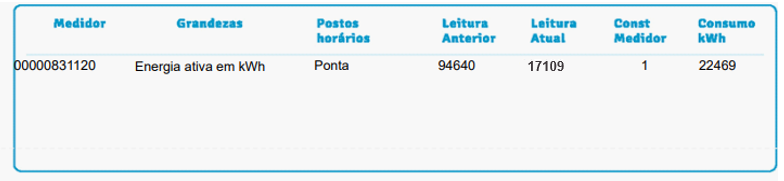 Medidor Grandezas Postos horários Leitura Anterior Leitura Atual Const Medidor Consumo kWh
00000831120 Energia ativa em kWh Ponta 94640 17109 1 22469